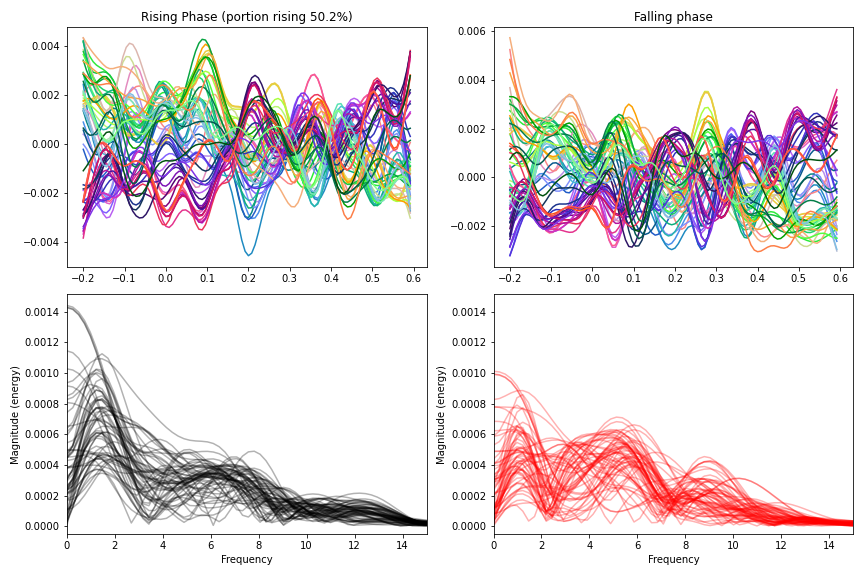 Rising Phase (portion rising 50.2%)
0.004
0.002
0.000
−0.002
−0.004
−0.2 −0.1 0.0 0.1 0.2 0.3 0.4 0.5 0.6
Falling phase
0.006
0.004
0.002
0.000
−0.002
−0.2 −0.1 0.0 0.1 0.2 0.3 0.4 0.5 0.6
Magnitude (energy)
0.0014
0.0012
0.0010
0.0008
0.0006
0.0004
0.0002
0.0000
0 2 4 6 8 10 12 14
Frequency
Magnitude (energy)
0.0014
0.0012
0.0010
0.0008
0.0006
0.0004
0.0002
0.0000
0 2 4 6 8 10 12 14
Frequency